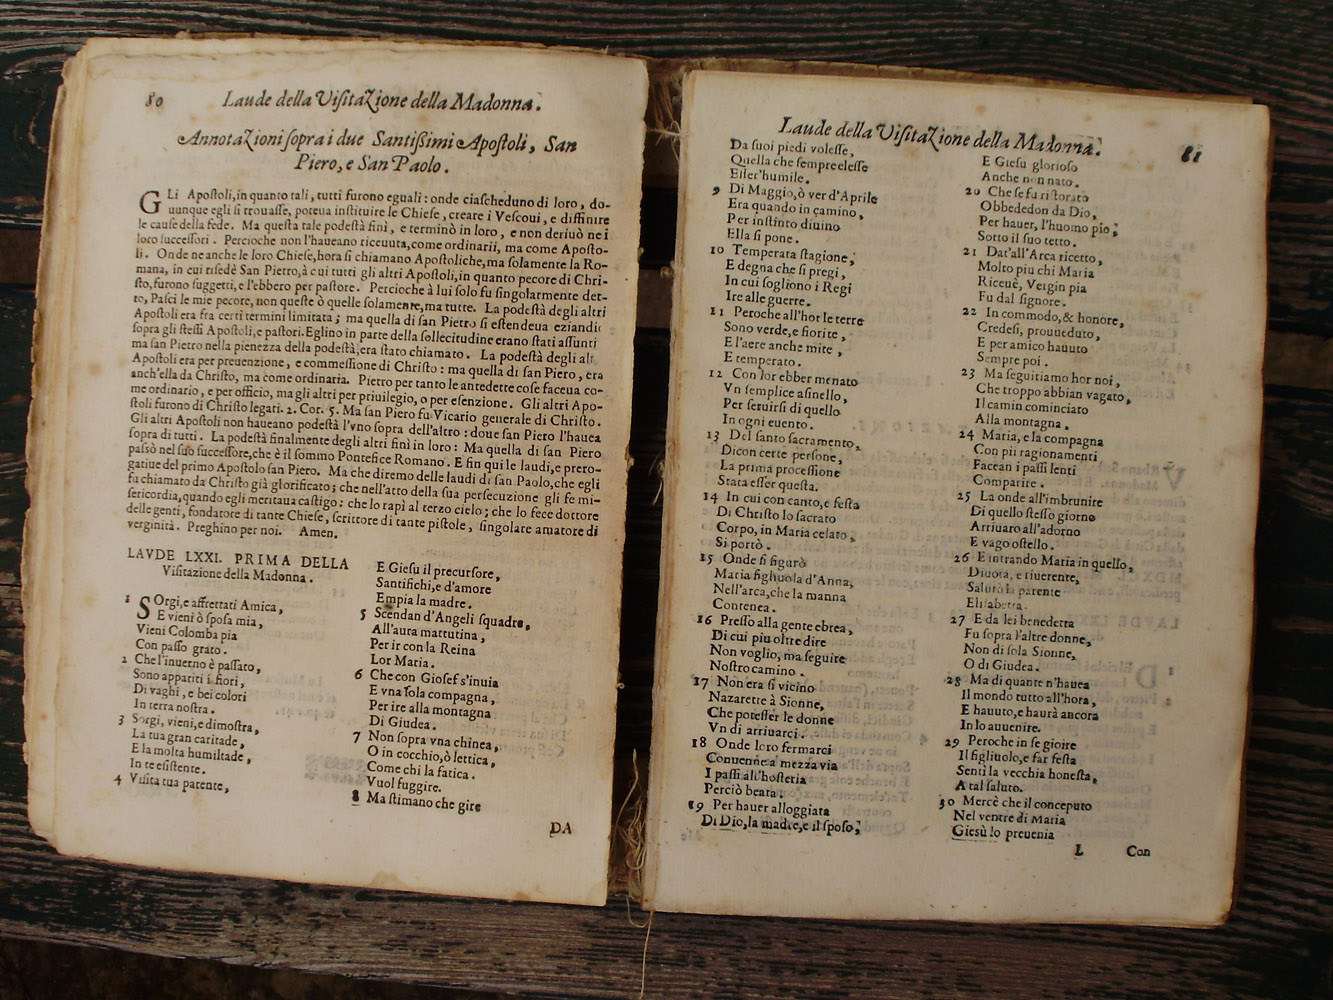 80 Laude della Viſitazione della Madonna.
Annotazioni ſopra i due Santiſſimi Apoſtoli, San
Piero, e San Paolo.
GLi Apoſtoli, in quanto tali, tutti furono eguali: onde ciaſcheduno di loro, do-
uunque egli ſi trouaſſe, poteua inſtituire le Chieſe, creare i Veſcoui, e diffinire
le cauſe della fede. Ma queſta tale podeſtà finì, e terminò in loro, e non deriuò ne i
loro ſucceſſori. Percioche non l'haueano riceuuta, come ordinarii, ma come Apoſto-
li. Onde ne anche le loro Chieſe, hora ſi chiamano Apoſtoliche, ma ſolamente la Ro-
mana, in cui riſedè San Pietro, à cui tutti gli altri Apoſtoli, in quanto pecore di Chri-
ſto, furono ſuggetti, e l'ebbero per paſtore. Percioche à lui ſolo fu ſingolarmente det-
to, Paſci le mie pecore, non queſte ò quelle ſolamente, ma tutte. La podeſtà degli altri
Apoſtoli era fra certi termini limitata; ma quella di ſan Pietro ſi eſtendeua eziandio
ſopra gli ſteſſi Apoſtoli, e paſtori. Eglino in parte della ſollecitudine erano ſtati aſſunti
ma ſan Pietro nella pienezza della podeſtà, era ſtato chiamato. La podeſtà degli alt
Apoſtoli era per preuenzione, e commeſſione di Chriſto: ma quella di ſan Piero, era
anch'ella da Chriſto, ma come ordinaria. Pietro per tanto le antedette coſe faceua co-
me ordinario, e per officio, ma gli altri per priuilegio, o per eſenzione. Gli altri Apo-
ſtoli furono di Chriſto legati. 2. Cor. 5. Ma ſan Piero fu Vicario generale di Chriſto.
Gli altri Apoſtoli non haueano podeſtà l'vno ſopra dell'altro: doue ſan Piero l'hauea
ſopra di tutti. La podeſtà finalmente degli altri finì in loro: Ma quella di ſan Piero
paſsò nel ſuo ſucceſſore, che è il ſommo Pontefice Romano. E fin quì le laudi, e prero-
gatiue del primo Apoſtolo ſan Piero. Ma che diremo delle laudi di ſan Paolo, che egli
fu chiamato da Chriſto già glorificato; che nell'atto della ſua perſecuzione gli fe mi-
ſericordia, quando egli meritaua caſtigo: che lo rapì al terzo cielo; che lo fece dottore
delle genti, fondatore di tante Chieſe, ſcrittore di tante piſtole, ſingolare amatore di
verginità. Preghino per noi. Amen.
LAVDE LXXI. PRIMA DELLA
Viſitazione della Madonna.
1 SOrgi, e affrettati Amica,
E vieni ò ſpoſa mia,
Vieni Colomba pia
Con paſſo grato.
2 Che l'inuerno è paſſato,
Sono appariti i fiori,
Di vaghi, e bei colori
In terra noſtra.
3 Sorgi, vieni, e dimoſtra,
La tua gran caritade,
E la molta humiltade,
In te eſiſtente.
4 Viſita tua parente,
E Gieſu il precurſore,
Santifichi, e d'amore
Empia la madre.
5 Scendan d'Angeli ſquadre,
All'aura mattutina,
Per ir con la Reina
Lor Maria.
6 Che con Gioſef s'inuia
E vna ſola compagna,
Per ire alla montagna
Di Giudea.
7 Non ſopra vna chinea,
O in cocchio, ò lettica,
Come chi la fatica.
Vuol fuggire.
8 Ma ſtimano che gire
DA
Laude della Viſitazione della Madonna. 81
Da ſuoi piedi voleſſe,
Quella che ſempre eleſſe
Eſſer'humile.
9 Di Maggio, ò ver d'Aprile
Era quando in camino,
Per inſtinto diuino
Ella ſi pone.
10 Temperata ſtagione,
E degna che ſi pregi,
In cui ſogliono i Regi
Ire alle guerre.
11 Peroche all'hor le terre
Sono verde, e fiorite,
E l'aere anche mite,
E temperato.
12 Con lor ebber menato
Vn ſemplice aſinello,
Per ſeruirſi di quello
In ogni euento.
13 Del ſanto ſacramento,
Dicon certe perſone,
La prima proceſſione
Stata eſſer queſta.
14 In cui con canto, e feſta
Di Chriſto lo ſacrato
Corpo, in Maria celato,
Si portò.
15 Onde ſi figurò
Maria figliuola d'Anna,
Nell'arca, che la manna
Contenea.
16 Preſſo alla gente ebrea,
Di cui piu oltre dire
Non voglio, ma ſeguire
Noſtro camino.
17 Non era ſi vicino
Nazarette à Sionne,
Che poteſſer le donne
Vn dì arriuarci.
18 Onde loro fermarci
Conuenne a mezza via
I paſſi all'hoſteria
Perciò beata.
19 Per hauer alloggiata
Di Dio, la madre, e il ſpoſo,
E Gieſu glorioſo
Anche non nato.
20 Che ſe fu riſtorato
Obbededon da Dio,
Per hauer, l'huomo pio,
Sotto il ſuo tetto.
21 Dat'all'Arca ricetto,
Molto piu chi Maria
Riceuè, Vergin pia
Fu dal ſignore.
22 In commodo, & honore,
Credeſi, proueduto,
E per amico hauuto
Sempre poi.
23 Ma ſeguitiamo hor noi,
Che troppo abbian vagato,
Il camin cominciato
Alla montagna.
24 Maria, e la compagna
Con pii ragionamenti
Facean i paſſi lenti
Comparire.
25 La onde all'imbrunire
Di quello ſteſſo giorno
Arriuaro all'adorno
E vago oſtello.
26 E intrando Maria in quello,
Diuota, e riuerente,
Saluto la parente
Eliſabetta.
27 E da lei benedetta
Fu ſopra l'altre donne,
Non di ſola Sionne,
O di Giudea.
28 Ma di quante n'hauea
Il mondo tutto all'hora,
E hauuto, e haurà ancora
In lo auuenire.
29 Peroche in ſe gioire
Il figliuolo, e far feſta
Sentì la vecchia honeſta,
A tal ſaluto.
30 Mercè che il conceputo
Nel ventre di Maria
Giesù lo preuenia
L Con